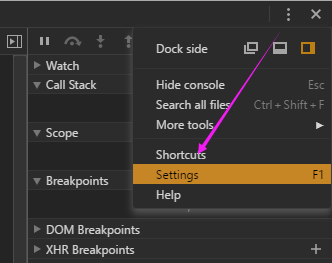 Dock side
Watch
Call Stack
Hide console Esc
Search all files Ctrl + Shift + F
More tools
Scope
Shortcuts
Breakpoints
Settings F1
Help
DOM Breakpoints
XHR Breakpoints